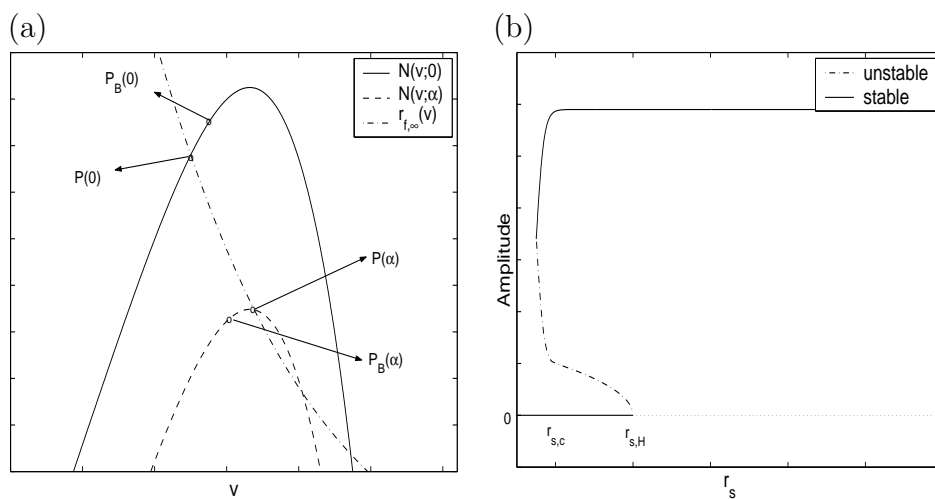 (a)
P_B(0)
P(0)
N(v;0)
N(v;α)
r_{f,∞}(v)
P(α)
P_B(α)
v
(b)
unstable
stable
Amplitude
0
r_{s,c}
r_{s,H}
r_s